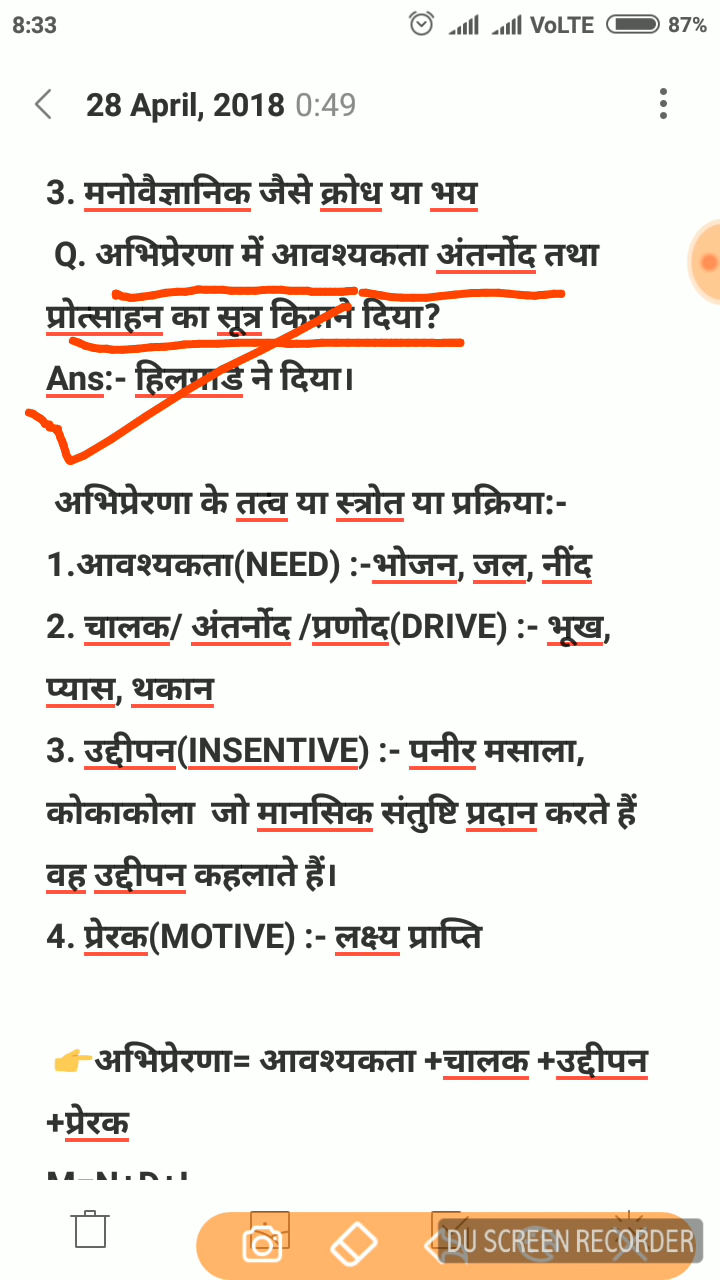 8:33 VoLTE 87%
28 April, 2018 0:49
3. मनोवैज्ञानिक जैसे क्रोध या भय
Q. अभिप्रेरणा में आवश्यकता अंतर्नोद तथा
प्रोत्साहन का सूत्र किसने दिया?
Ans:- हिलगार्ड ने दिया।
अभिप्रेरणा के तत्व या स्त्रोत या प्रक्रिया:-
1.आवश्यकता(NEED) :-भोजन, जल, नींद
2. चालक/ अंतर्नोद /प्रणोद(DRIVE) :- भूख,
प्यास, थकान
3. उद्दीपन(INSENTIVE) :- पनीर मसाला,
कोकाकोला जो मानसिक संतुष्टि प्रदान करते हैं
वह उद्दीपन कहलाते हैं।
4. प्रेरक(MOTIVE) :- लक्ष्य प्राप्ति
👉अभिप्रेरणा= आवश्यकता +चालक +उद्दीपन
+प्रेरक
DU SCREEN RECORDER